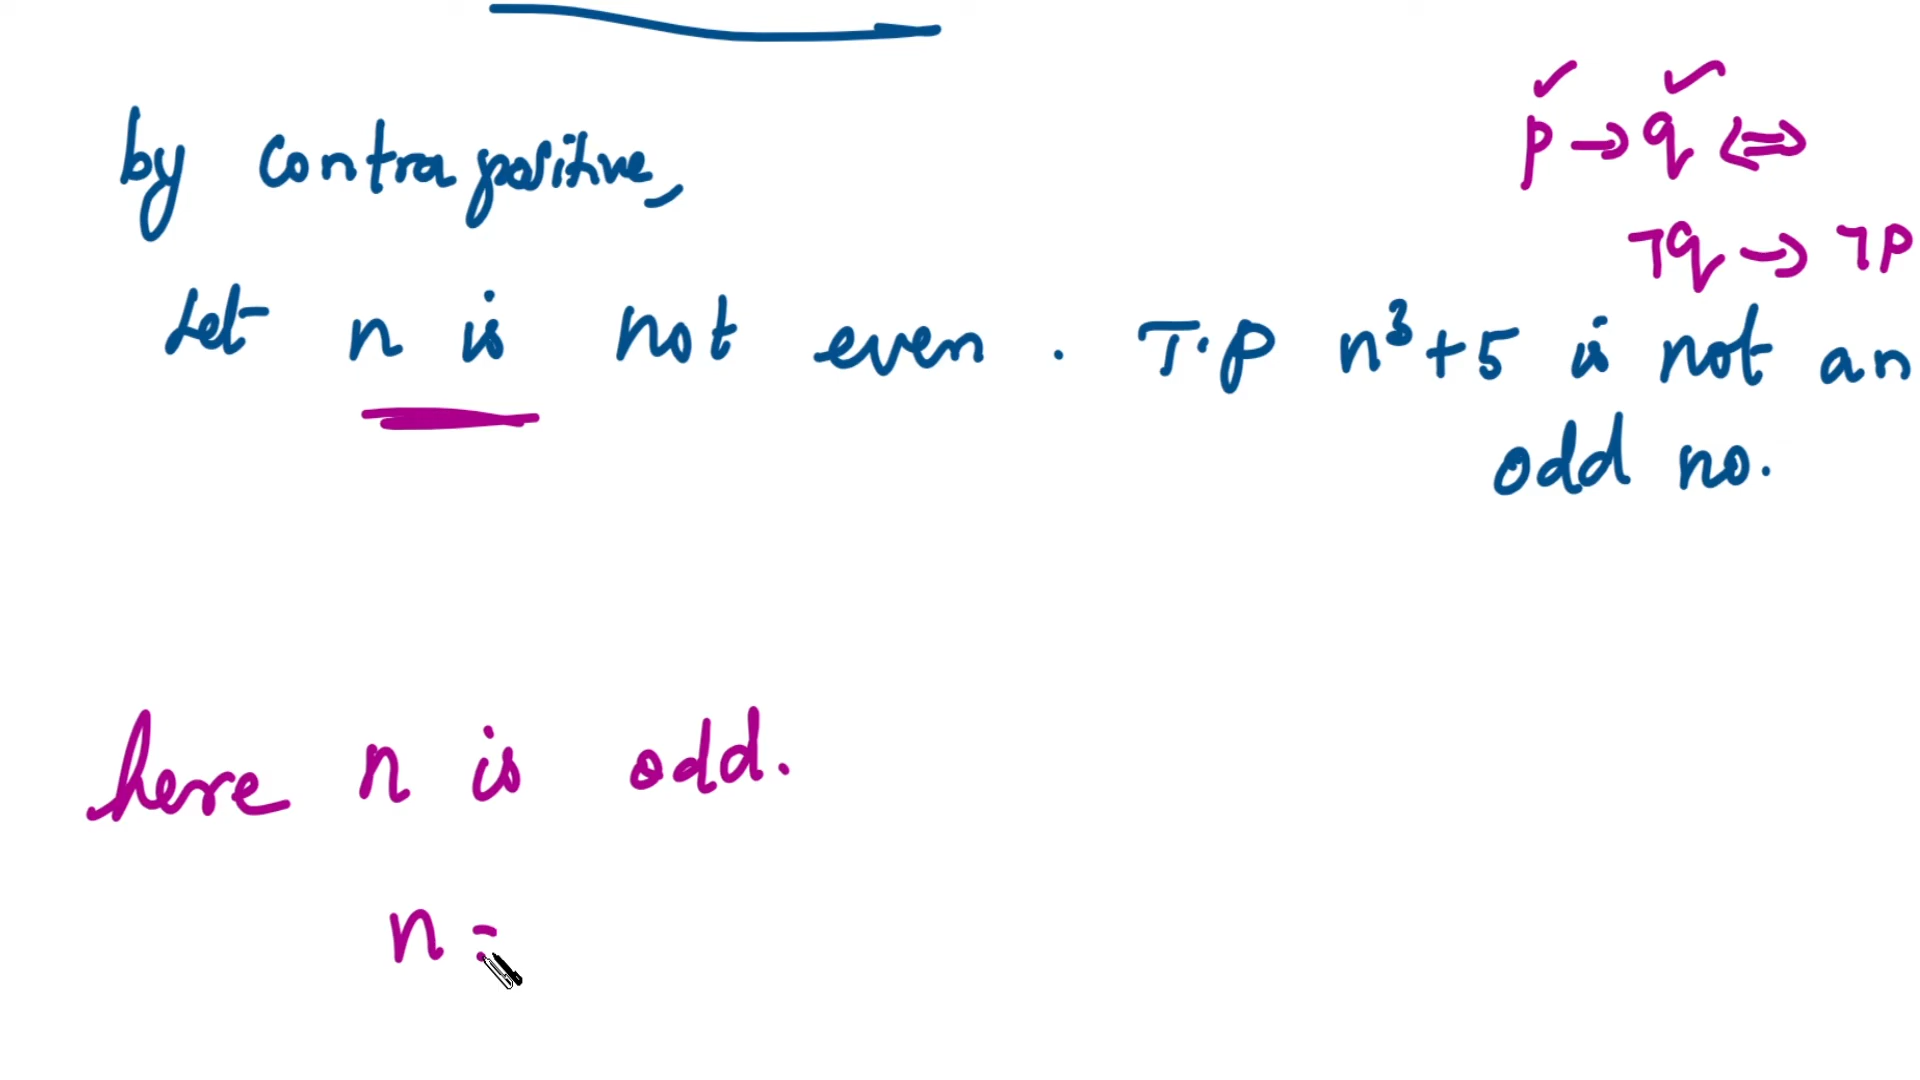 by contrapositive,
p → q ⇔
¬q → ¬p
Let n is not even. T.P n³+5 is not an
odd no.
here n is odd.
n =